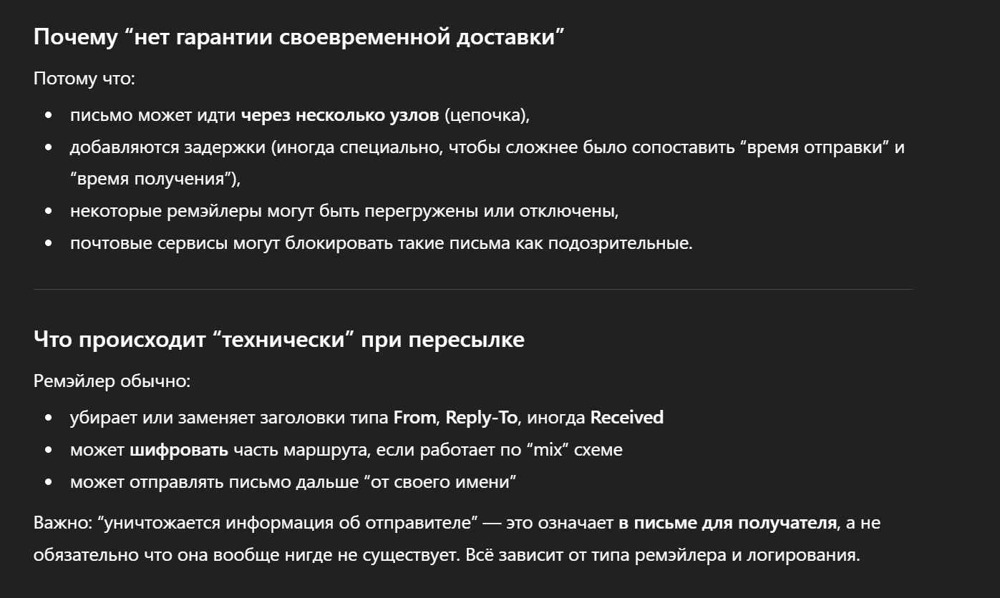 Почему “нет гарантии своевременной доставки”
Потому что:
• письмо может идти через несколько узлов (цепочка),
• добавляются задержки (иногда специально, чтобы сложнее было сопоставить “время отправки” и
“время получения”),
• некоторые ремэйлеры могут быть перегружены или отключены,
• почтовые сервисы могут блокировать такие письма как подозрительные.
Что происходит “технически” при пересылке
Ремэйлер обычно:
• убирает или заменяет заголовки типа From, Reply-To, иногда Received
• может шифровать часть маршрута, если работает по “mix” схеме
• может отправлять письмо дальше “от своего имени”
Важно: “уничтожается информация об отправителе” — это означает в письме для получателя, а не
обязательно что она вообще нигде не существует. Всё зависит от типа ремэйлера и логирования.